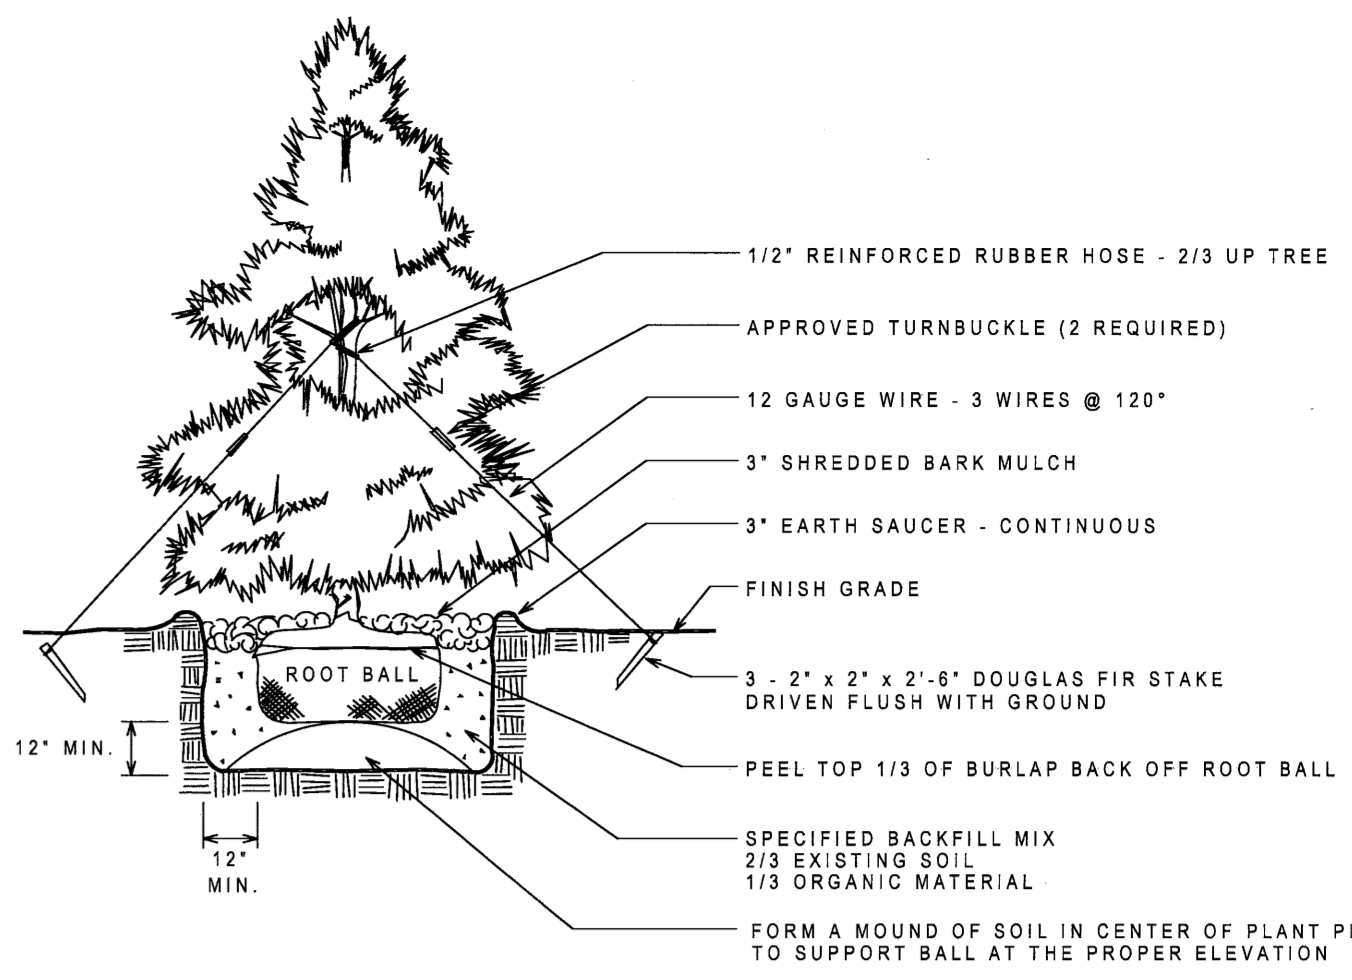 1/2" REINFORCED RUBBER HOSE - 2/3 UP TREE
APPROVED TURNBUCKLE (2 REQUIRED)
12 GAUGE WIRE - 3 WIRES @ 120°
3" SHREDDED BARK MULCH
3" EARTH SAUCER - CONTINUOUS
FINISH GRADE
ROOT BALL
3 - 2" x 2" x 2'-6" DOUGLAS FIR STAKE
DRIVEN FLUSH WITH GROUND
12" MIN.
PEEL TOP 1/3 OF BURLAP BACK OFF ROOT BALL
12"
MIN.
SPECIFIED BACKFILL MIX
2/3 EXISTING SOIL
1/3 ORGANIC MATERIAL
FORM A MOUND OF SOIL IN CENTER OF PLANT
TO SUPPORT BALL AT THE PROPER ELEVATION